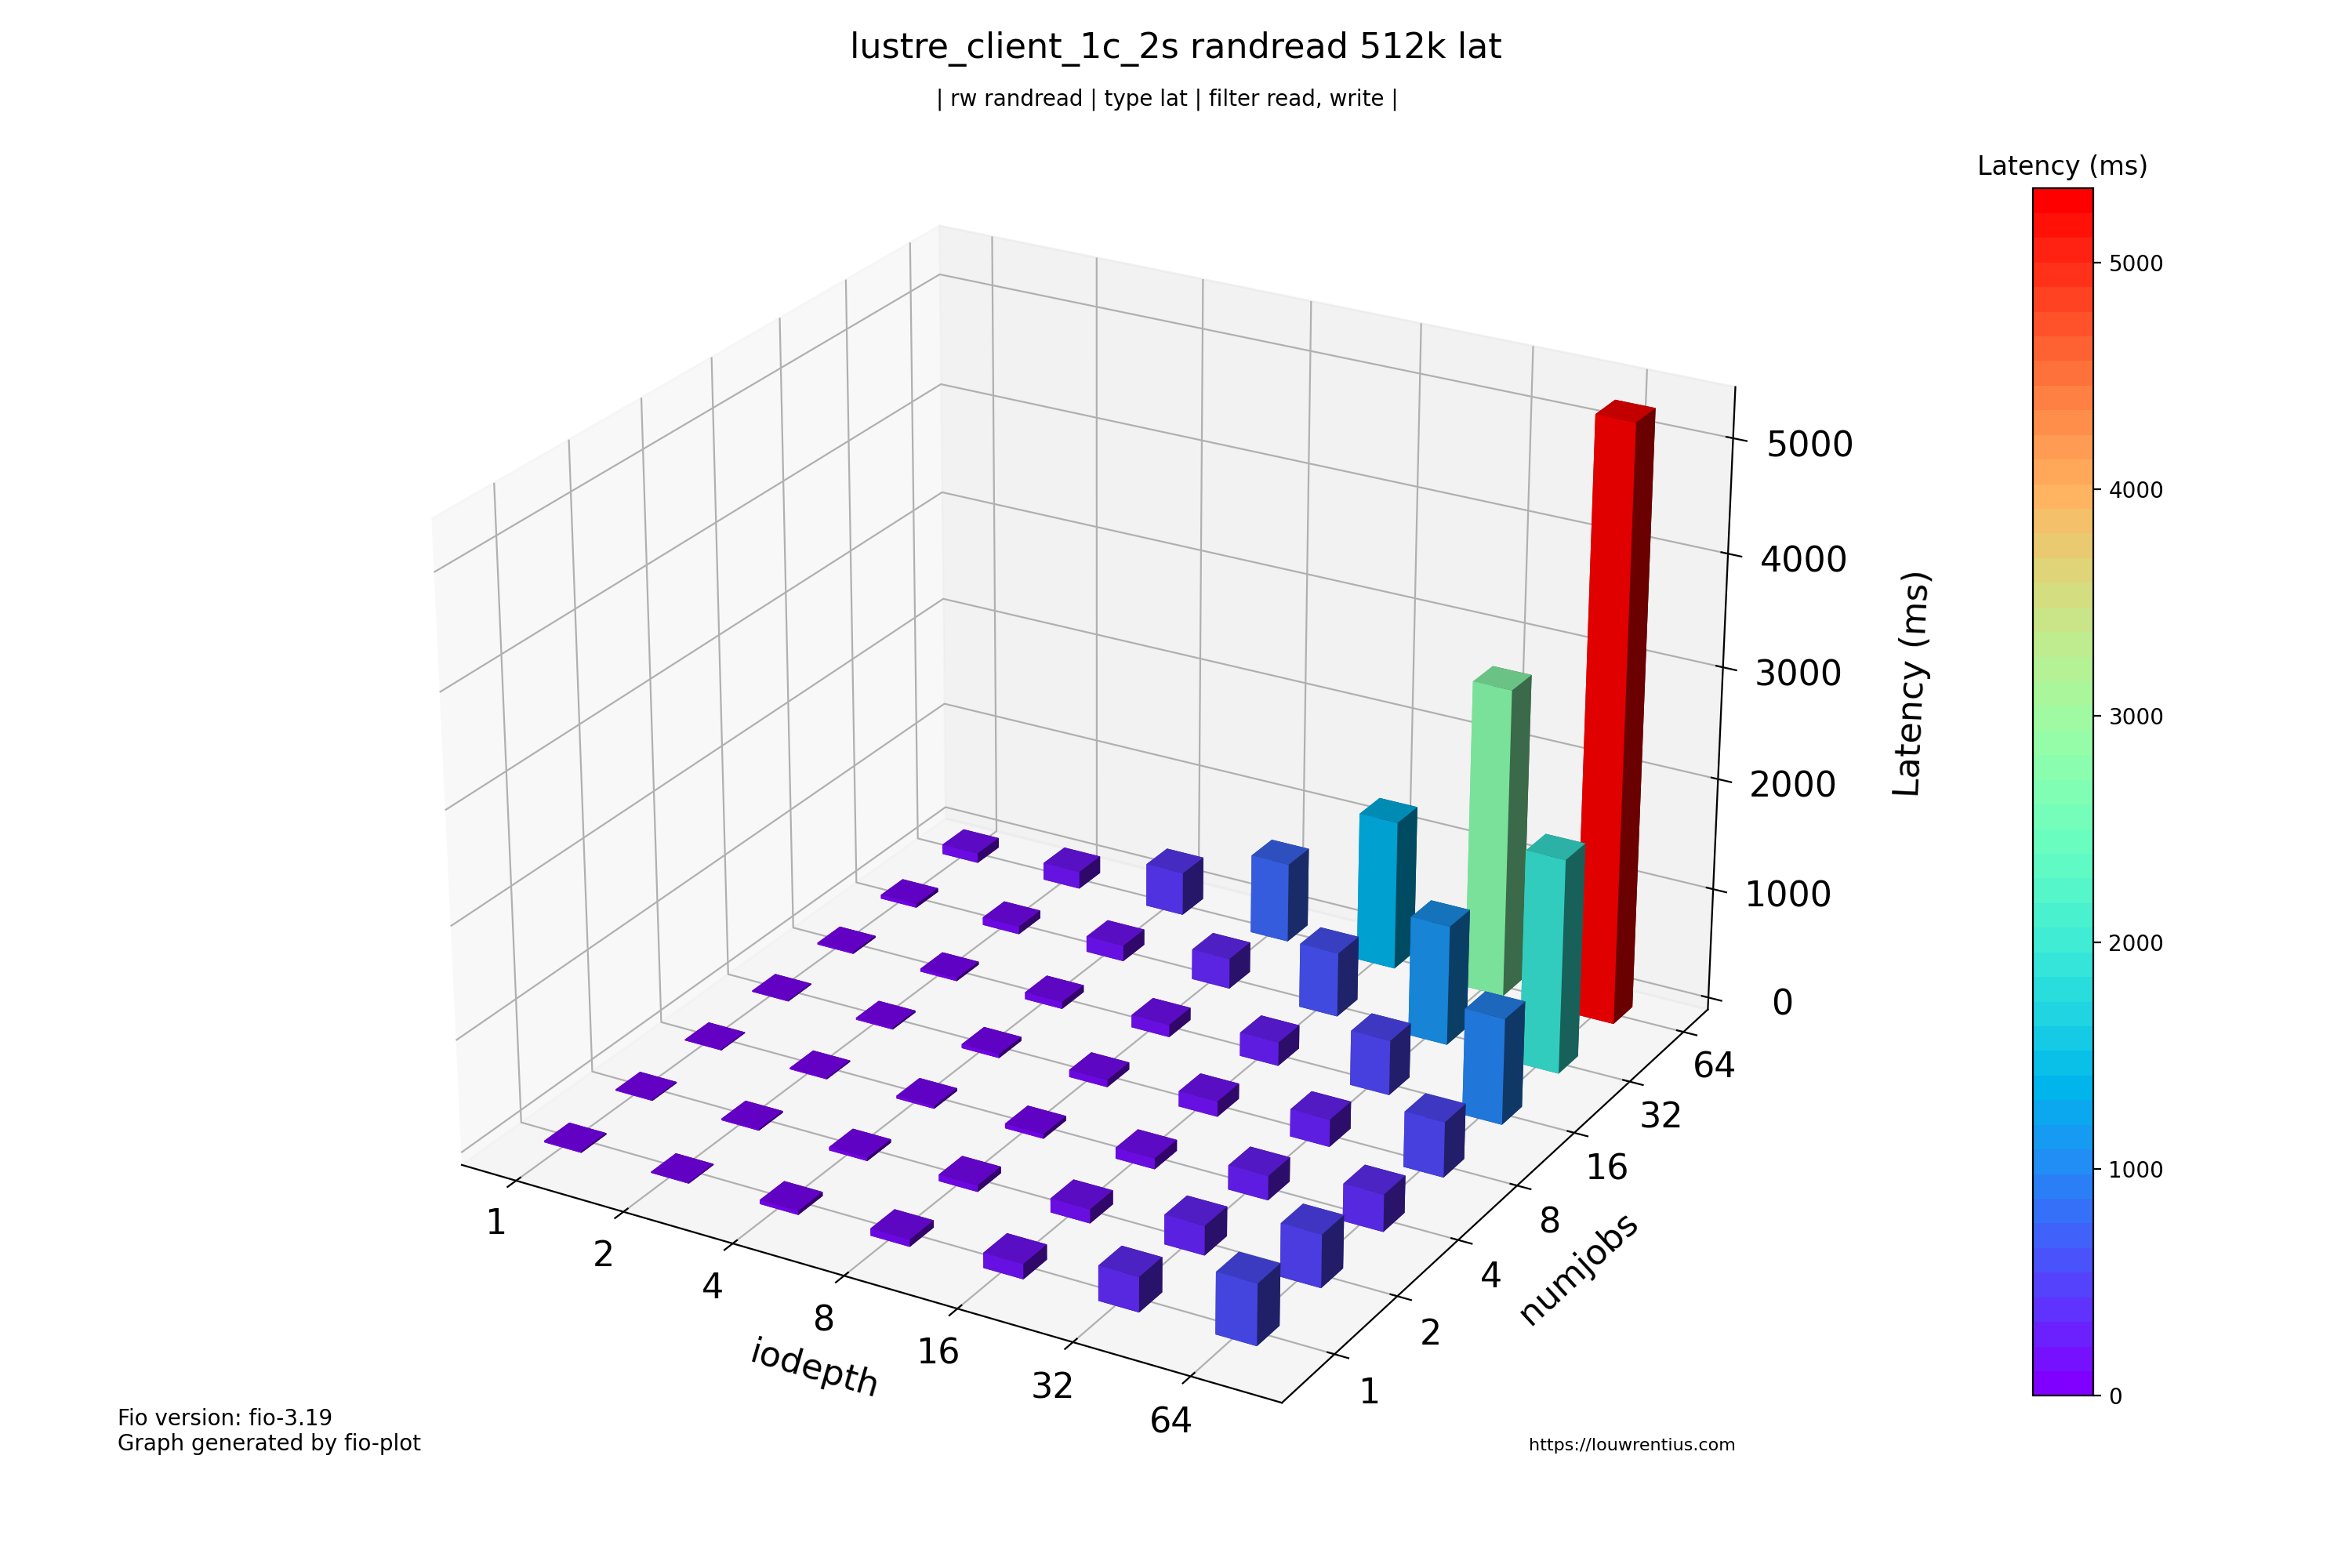 lustre_client_1c_2s randread 512k lat
| rw randread | type lat | filter read, write |
Latency (ms)
5000
4000
3000
2000
1000
0
5000
4000
3000
2000
1000
0
Latency (ms)
64
32
16
8
4
2
1
numjobs
1
2
4
8
16
32
64
iodepth
Fio version: fio-3.19
Graph generated by fio-plot
https://louwrentius.com